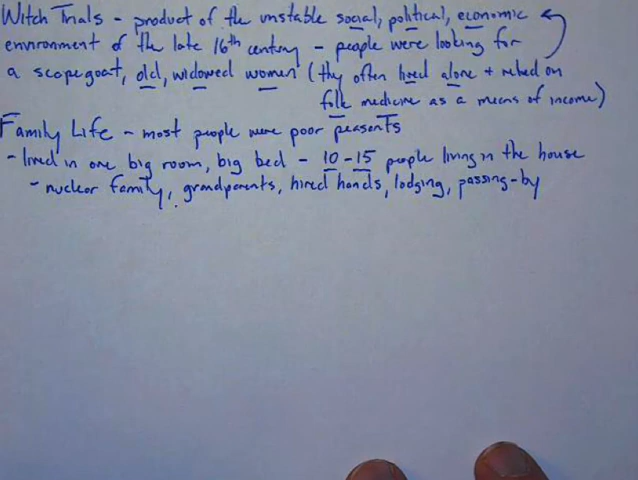 Witch Trials - product of the unstable social, political, economic
environment of the late 16th century - people were looking for
a scopegoat, old, widowed women (they often lived alone + relied on
folk medicine as a means of income)
Family Life - most people were poor peasants
- lived in one big room, big bed - 10-15 people living in the house
- nuclear family, grandparents, hired hands, lodging, passing-by